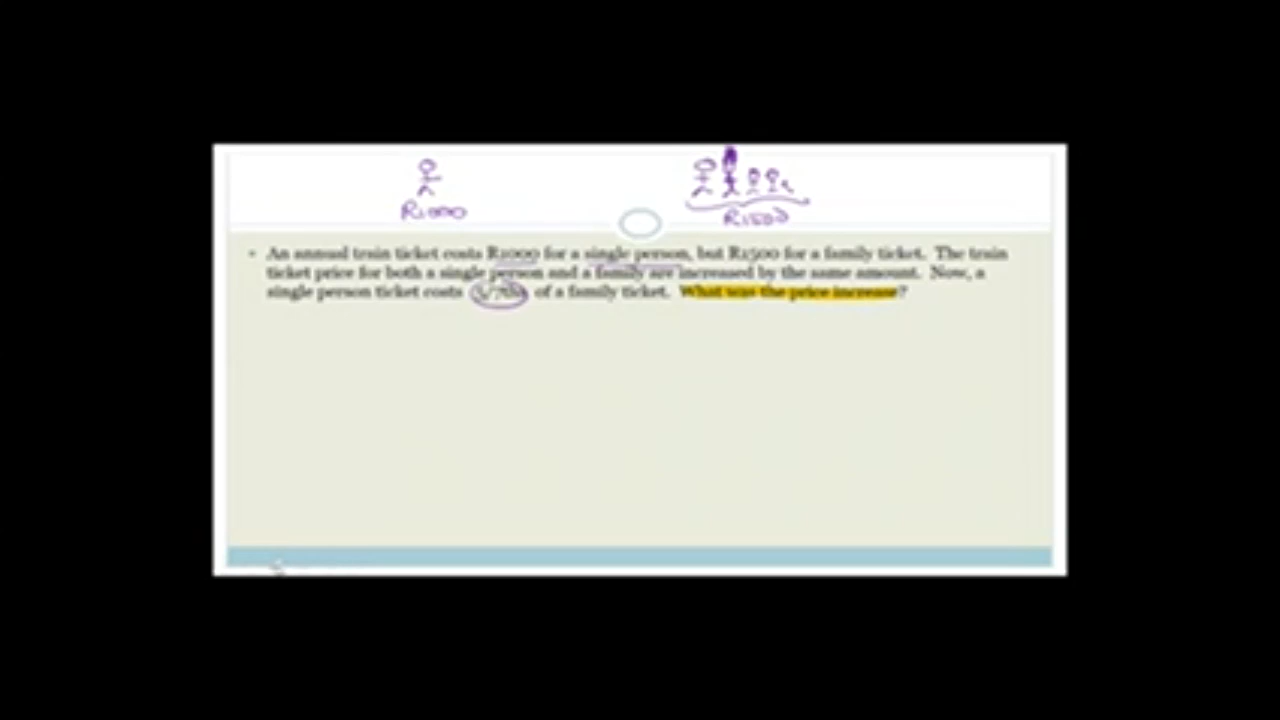 R1000
R1500
• An annual train ticket costs R1000 for a single person, but R1500 for a family ticket. The train
ticket price for both a single person and a family are increased by the same amount. Now, a
single person ticket costs 5/7ths of a family ticket. What was the price increase?